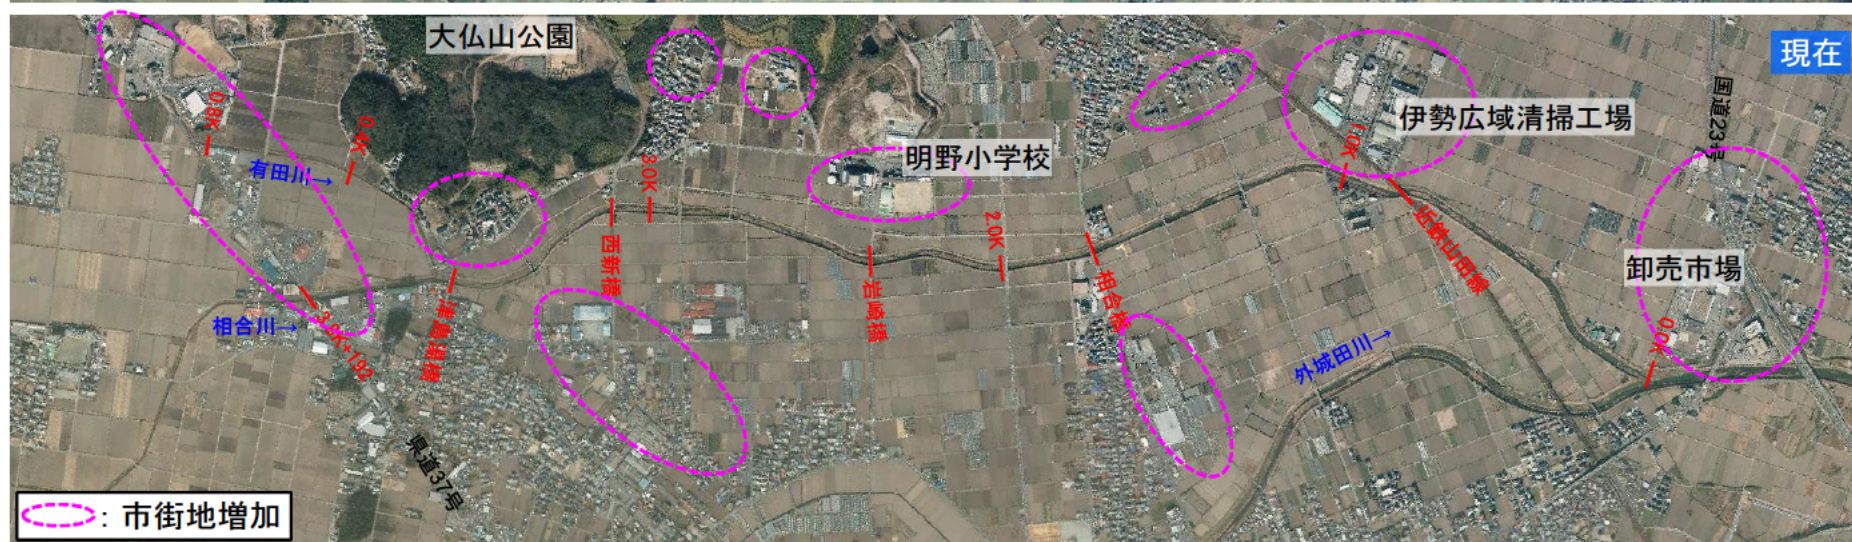 大仏山公園
現在
国道23号
伊勢広域清掃工場
0.8K
0.4K
1.0K
有田川→
3.0K
明野小学校
2.0K
西新橋
近鉄山田線
卸売市場
相合川→
3.8K+192
津島湯橋
岩崎橋
相合橋
外城田川→
0.0K
県道37号
：市街地増加